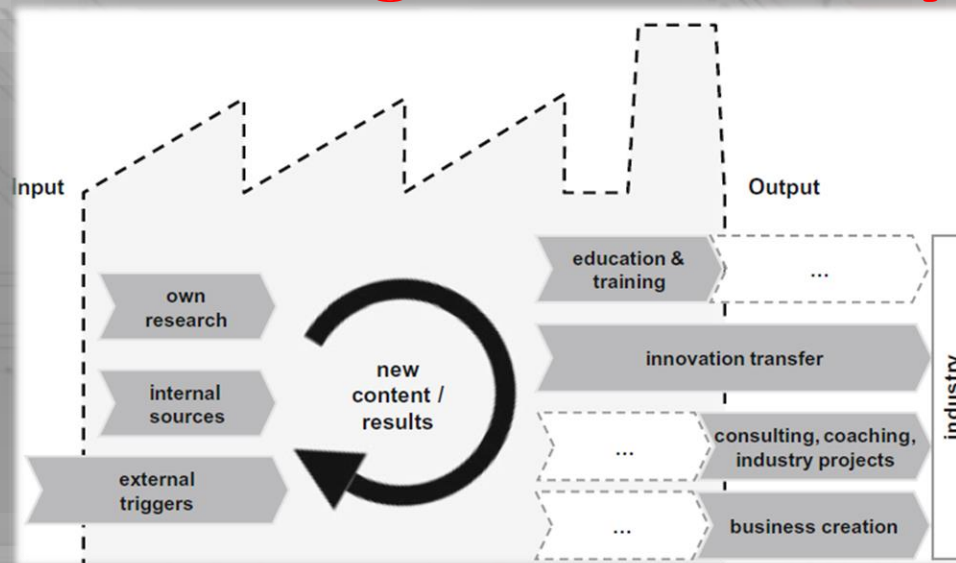 Input
Output
own
research
internal
sources
external
triggers
new
content /
results
education &
training
...
innovation transfer
...
consulting, coaching,
industry projects
...
business creation
industry